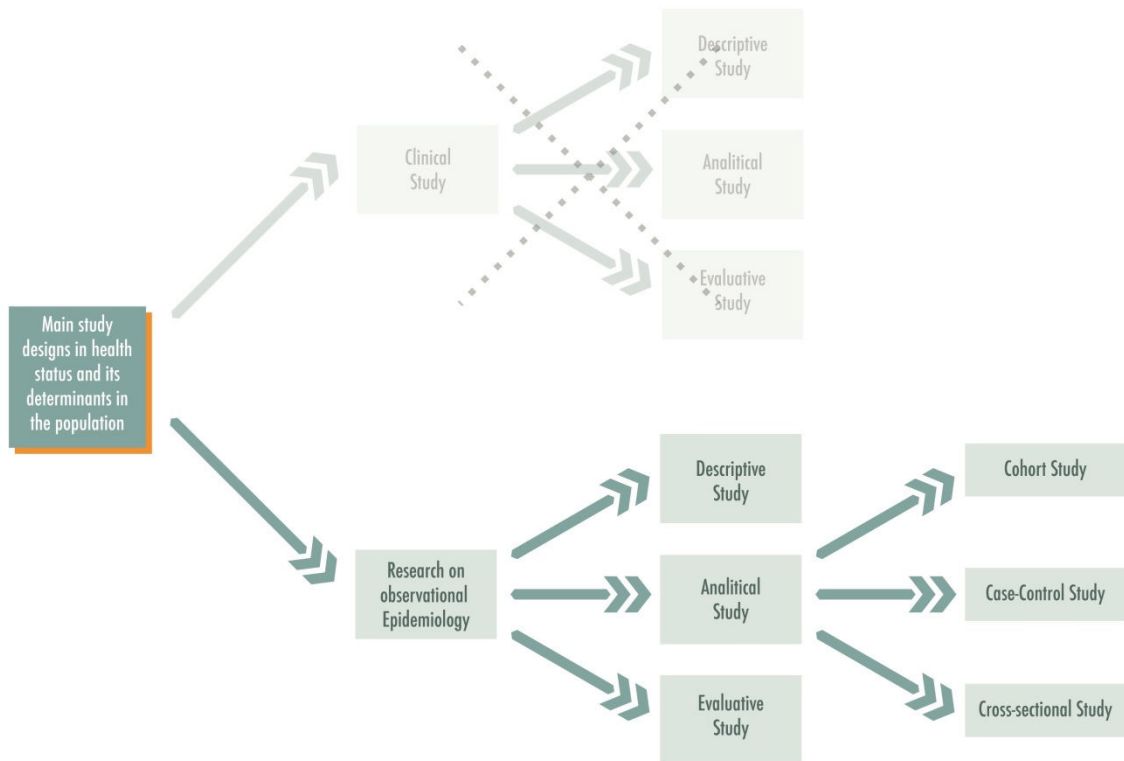 Main study
designs in health
status and its
determinants in
the population
Clinical
Study
Descriptive
Study
Analitical
Study
Evaluative
Study
Research on
observational
Epidemiology
Descriptive
Study
Analitical
Study
Evaluative
Study
Cohort Study
Case-Control Study
Cross-sectional Study